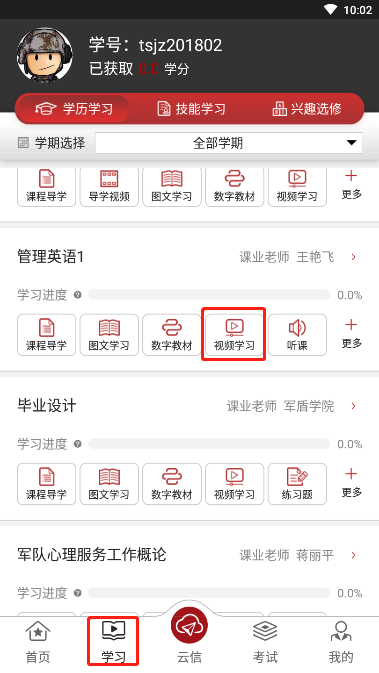 10:02
学号：tsjz201802
已获取 0.0 学分
学历学习 技能学习 兴趣选修
学期选择 全部学期
课程导学 导学视频 图文学习 数字教材 视频学习 更多
管理英语1 课业老师 王艳飞
学习进度 0.0%
课程导学 图文学习 数字教材 视频学习 听课 更多
毕业设计 课业老师 军盾学院
学习进度 0.0%
课程导学 图文学习 数字教材 视频学习 练习题 更多
军队心理服务工作概论 课业老师 蒋丽平
学习进度 0.0%
首页 学习 云信 考试 我的